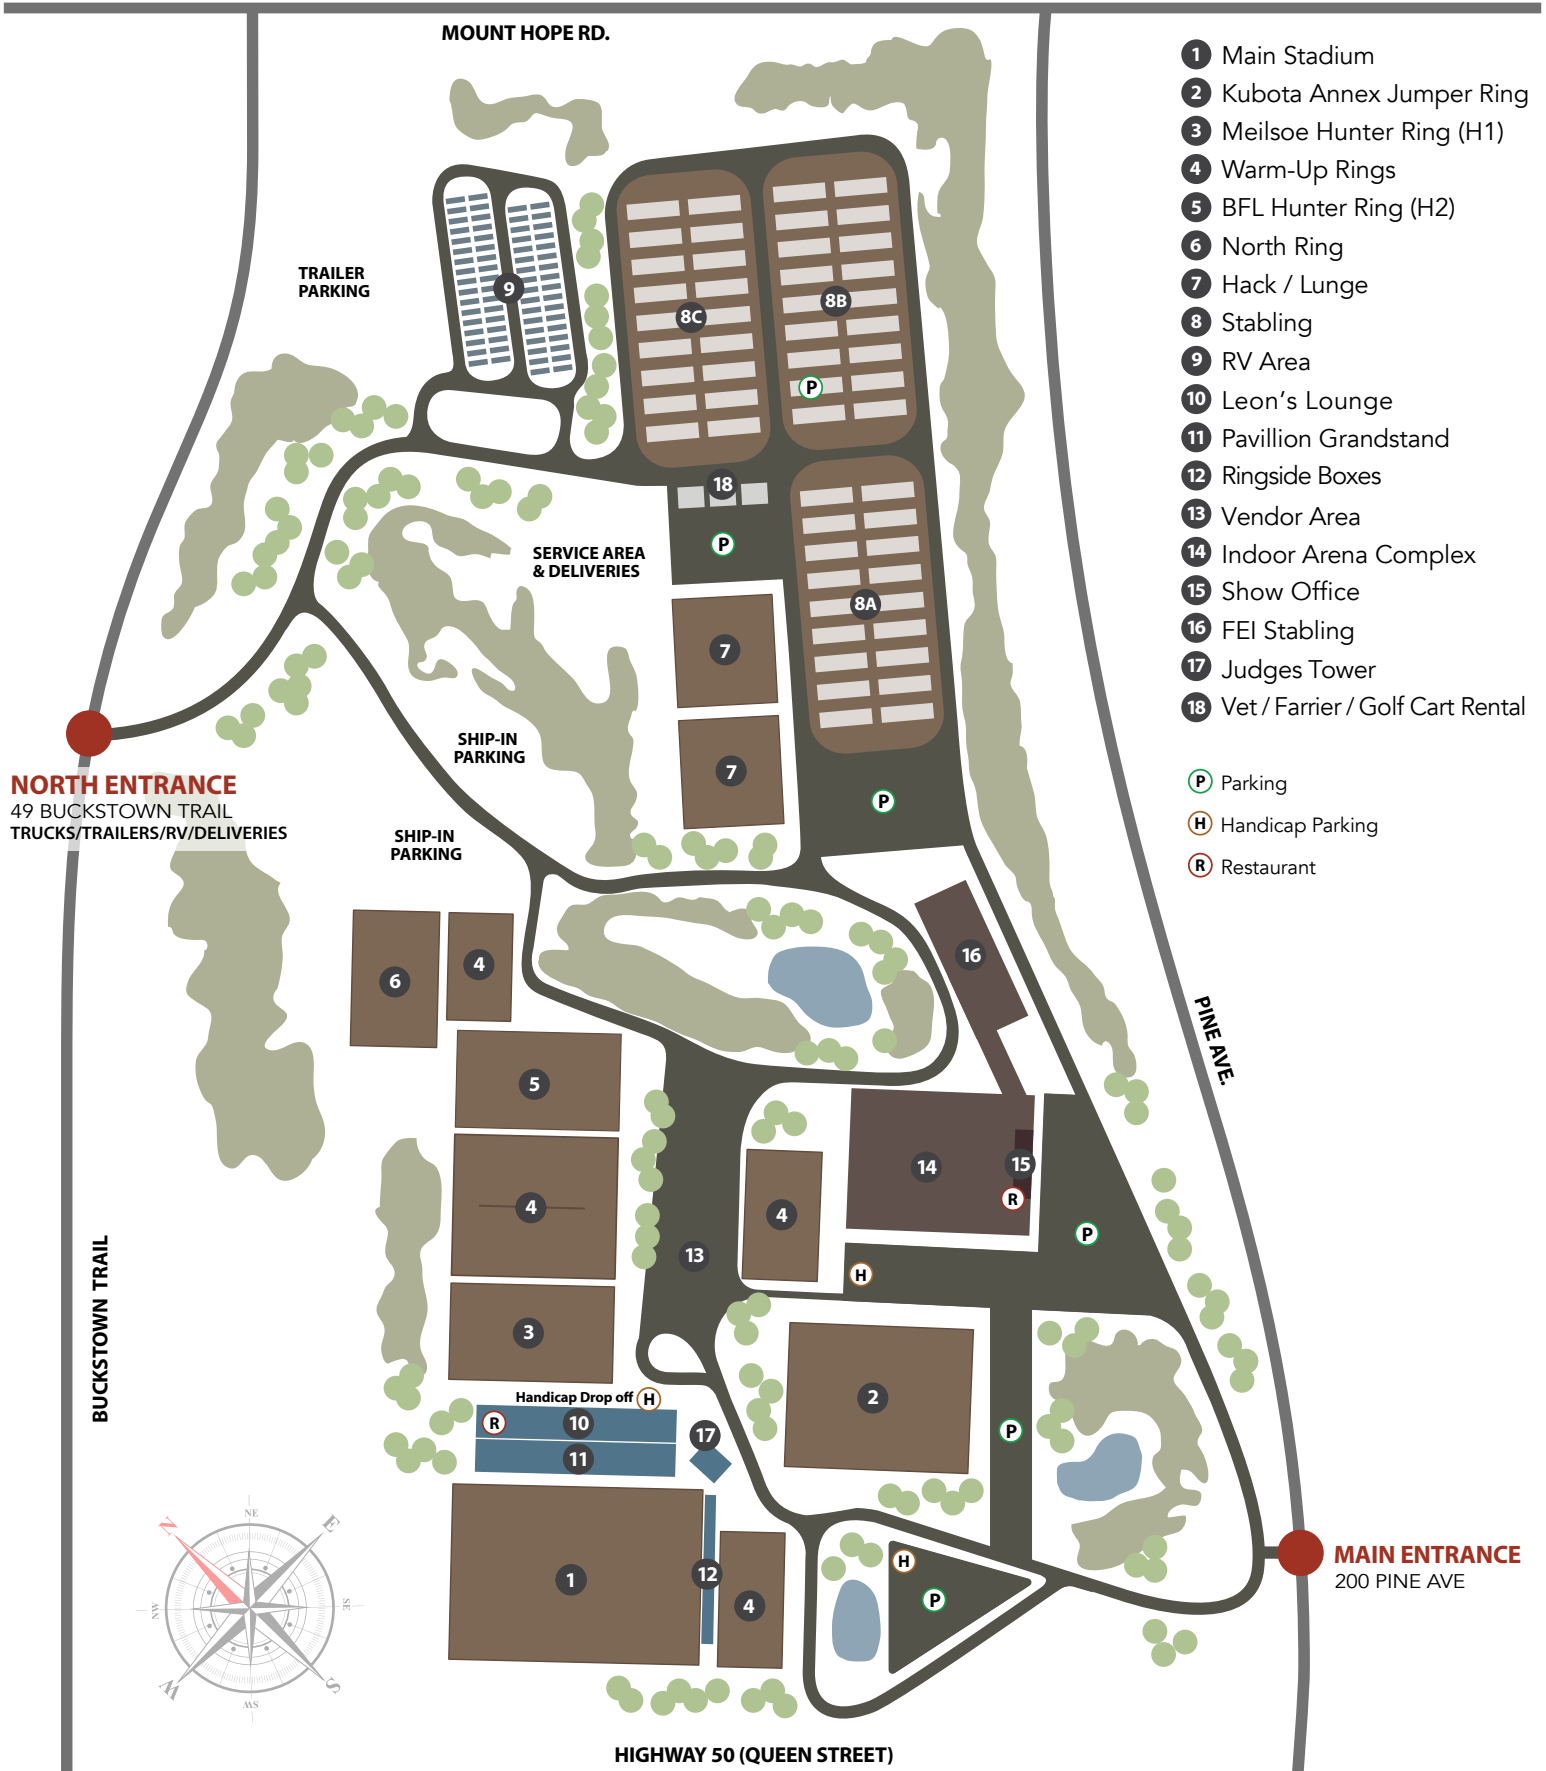 MOUNT HOPE RD.
1 Main Stadium
2 Kubota Annex Jumper Ring
3 Meilsoe Hunter Ring (H1)
4 Warm-Up Rings
5 BFL Hunter Ring (H2)
6 North Ring
7 Hack / Lunge
8 Stabling
9 RV Area
10 Leon's Lounge
11 Pavillion Grandstand
12 Ringside Boxes
13 Vendor Area
14 Indoor Arena Complex
15 Show Office
16 FEI Stabling
17 Judges Tower
18 Vet / Farrier / Golf Cart Rental
P Parking
H Handicap Parking
R Restaurant
TRAILER
PARKING
9
8C
8B
P
18
P
SERVICE AREA
& DELIVERIES
8A
7
7
P
SHIP-IN
PARKING
NORTH ENTRANCE
49 BUCKSTOWN TRAIL
TRUCKS/TRAILERS/RV/DELIVERIES
SHIP-IN
PARKING
6
4
16
PINE AVE.
5
14
15
R
4
4
13
P
H
BUCKSTOWN TRAIL
3
2
Handicap Drop off H
R
10
11
17
P
1
12
4
H
P
MAIN ENTRANCE
200 PINE AVE
N
NE
E
SE
S
SW
W
NW
HIGHWAY 50 (QUEEN STREET)